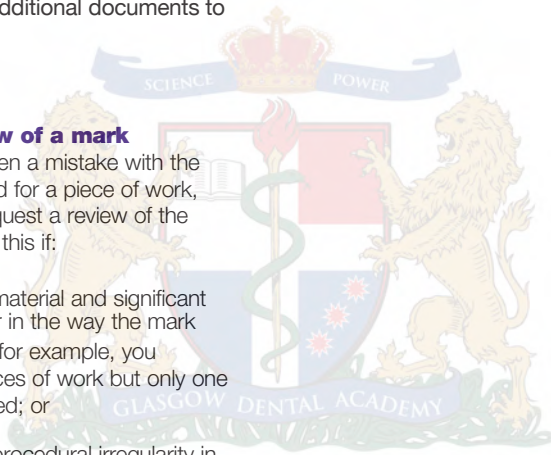 additional documents to
w of a mark
en a mistake with the
d for a piece of work,
quest a review of the
this if:
material and significant
r in the way the mark
for example, you
ces of work but only one
ed; or
procedural irregularity in
SCIENCE POWER
GLASGOW DENTAL ACADEMY